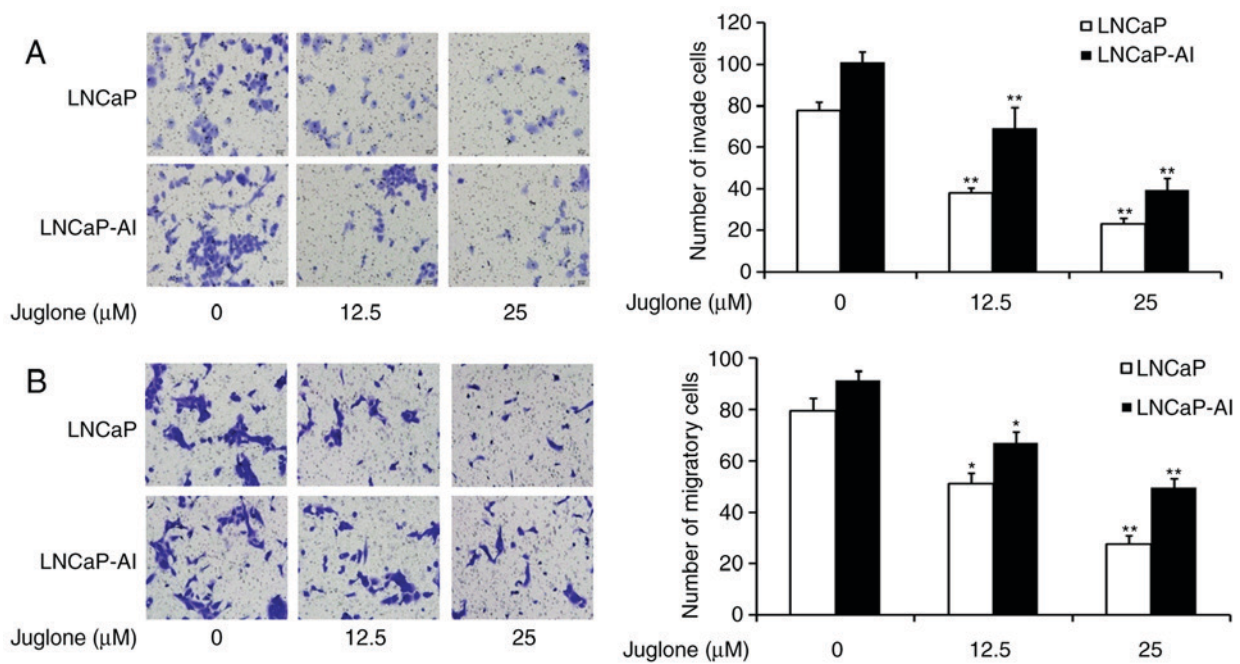 A
LNCaP
LNCaP-AI
Juglone (μM) 0 12.5 25
Number of invade cells
120
100
80
60
40
20
0
LNCaP
LNCaP-AI
** ** ** **
Juglone (μM) 0 12.5 25
B
LNCaP
LNCaP-AI
Juglone (μM) 0 12.5 25
Number of migratory cells
100
80
60
40
20
0
LNCaP
LNCaP-AI
* * ** **
Juglone (μM) 0 12.5 25